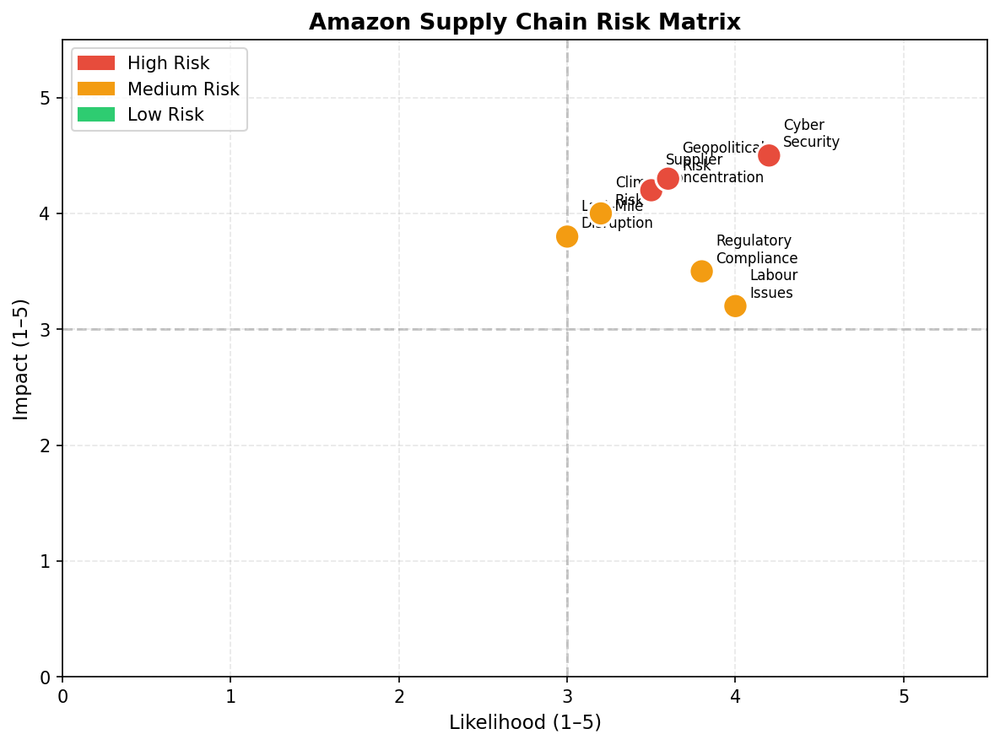 Amazon Supply Chain Risk Matrix
High Risk
Medium Risk
Low Risk
Cyber
Security
Geopolitical
Risk
Supplier
Risk
Disruption
Regulatory
Compliance
Labour
Issues
Impact (1–5)
5
4
3
2
1
0
0
1
2
3
4
5
Likelihood (1–5)